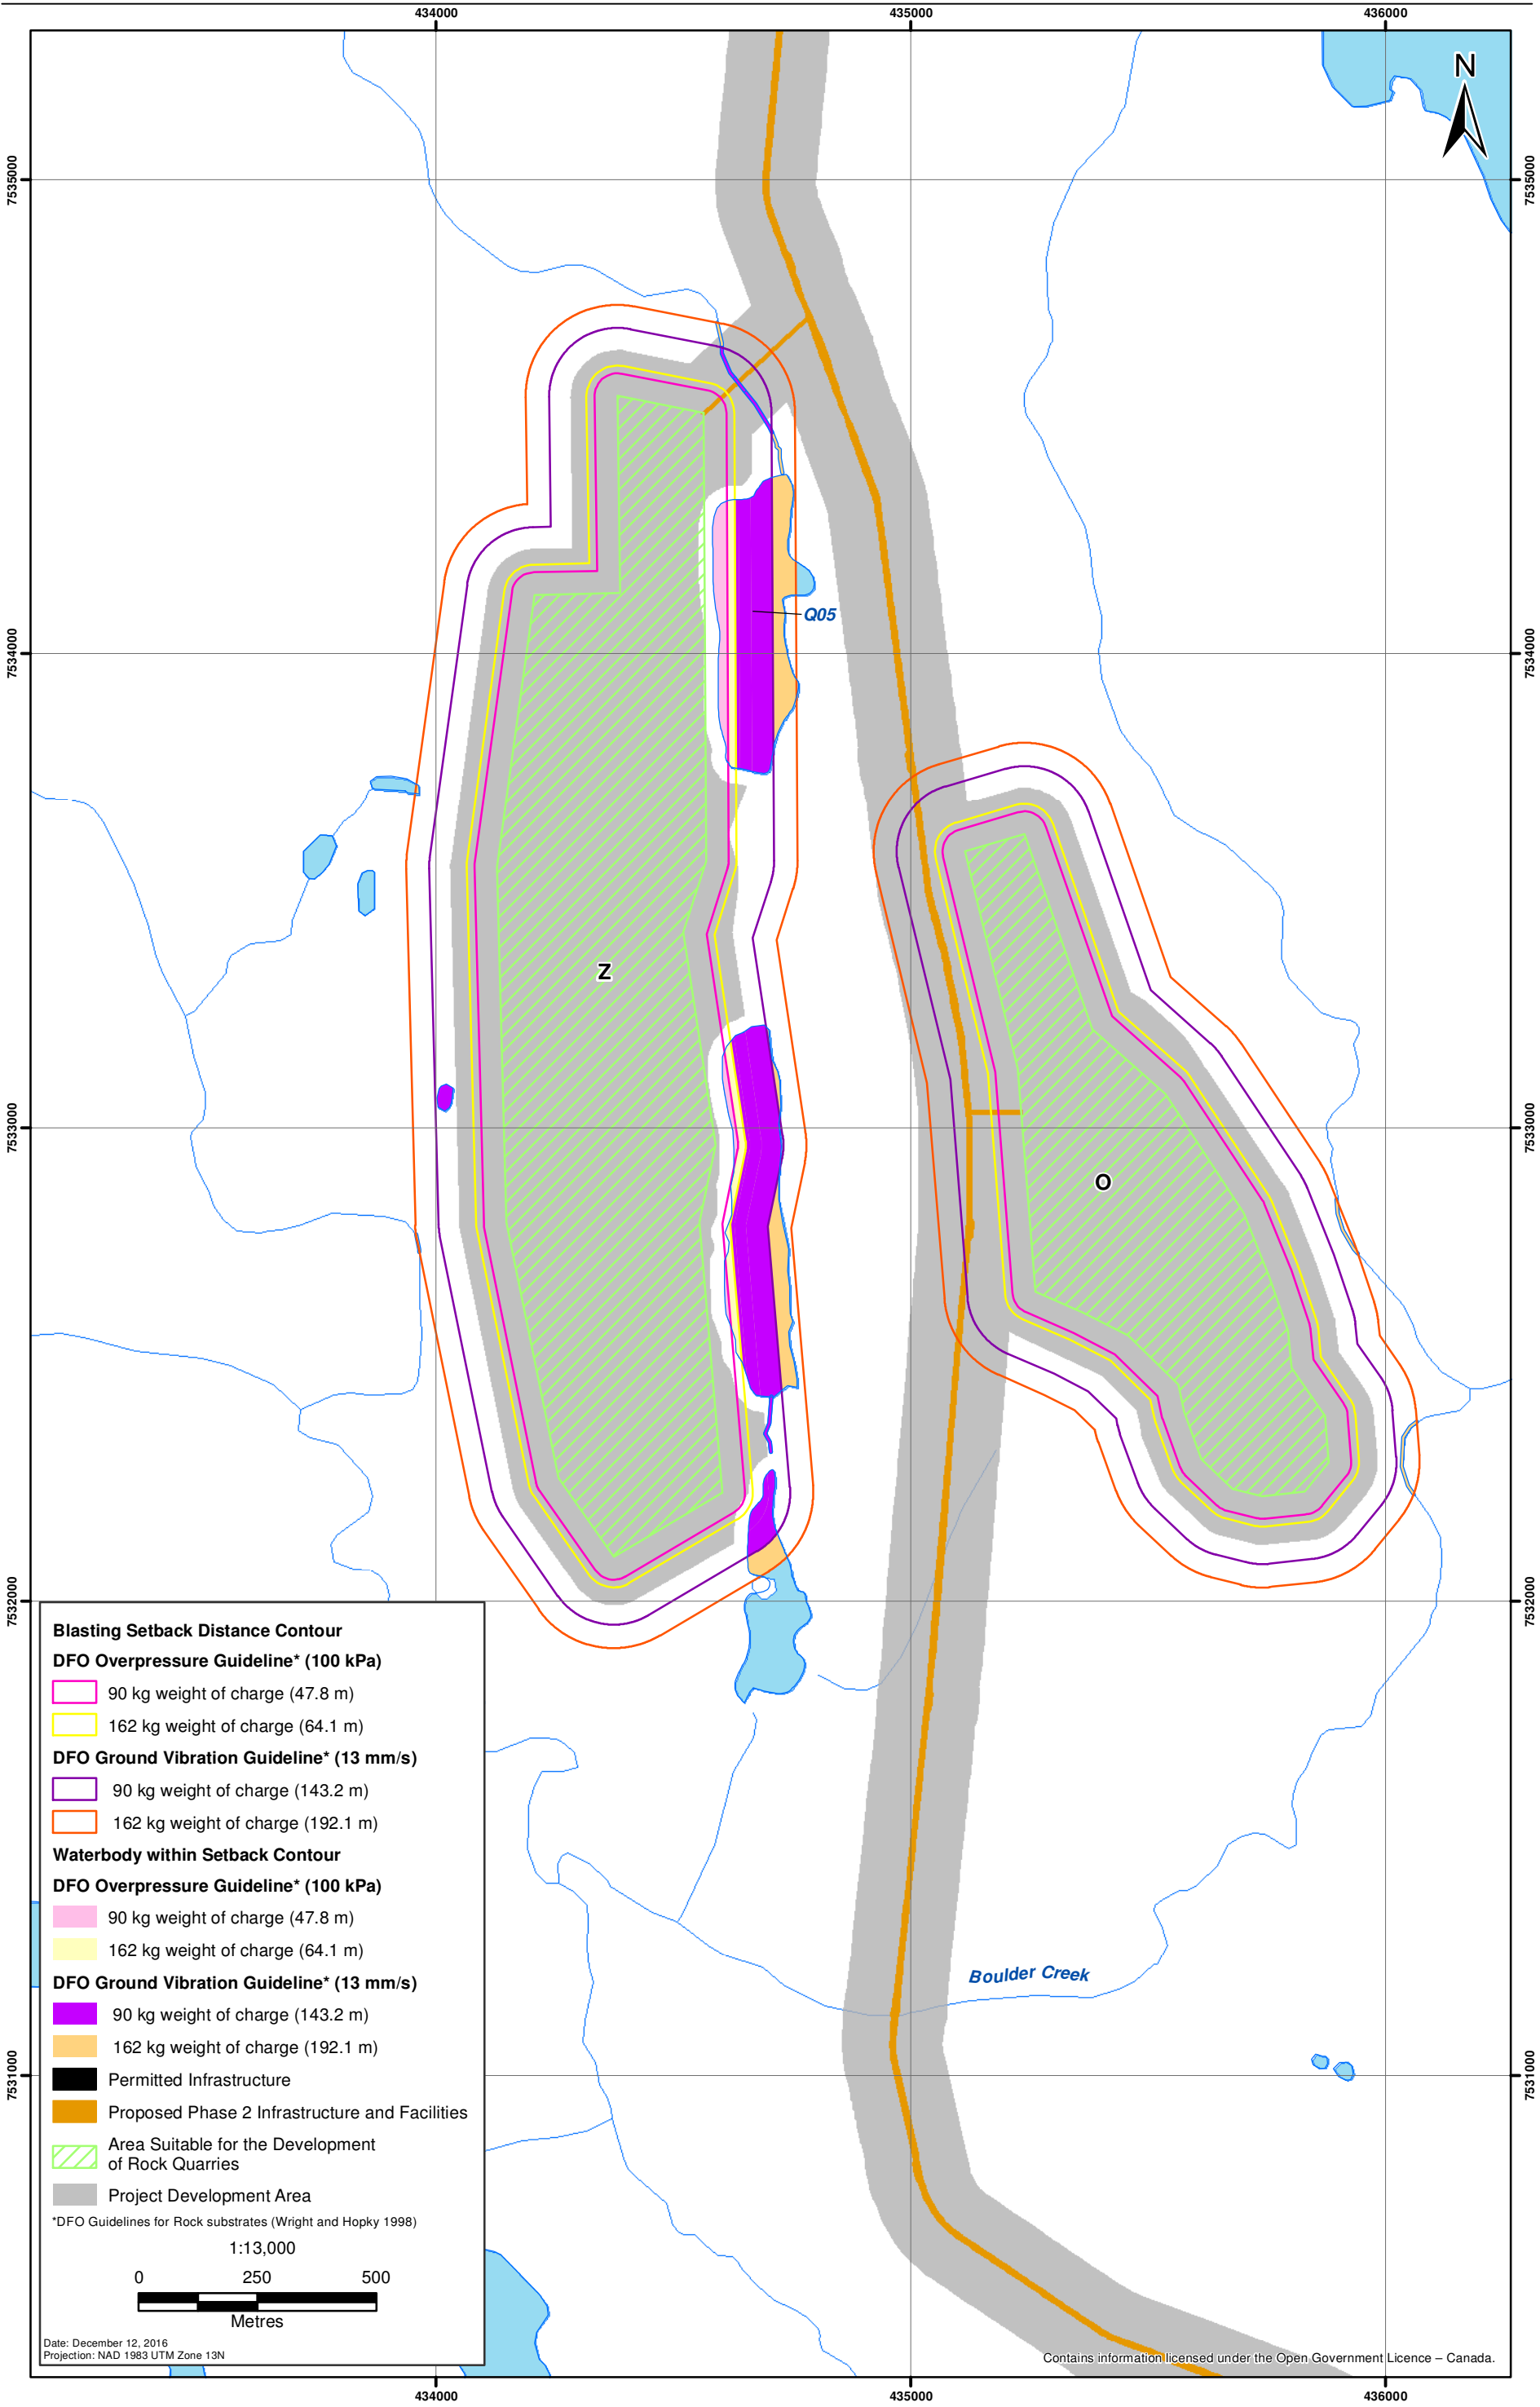 434000
435000
436000
N
7535000
7535000
Q05
7534000
7534000
Z
7533000
7533000
O
7532000
7532000
Blasting Setback Distance Contour
DFO Overpressure Guideline* (100 kPa)
90 kg weight of charge (47.8 m)
162 kg weight of charge (64.1 m)
DFO Ground Vibration Guideline* (13 mm/s)
90 kg weight of charge (143.2 m)
162 kg weight of charge (192.1 m)
Waterbody within Setback Contour
DFO Overpressure Guideline* (100 kPa)
90 kg weight of charge (47.8 m)
162 kg weight of charge (64.1 m)
DFO Ground Vibration Guideline* (13 mm/s)
90 kg weight of charge (143.2 m)
162 kg weight of charge (192.1 m)
Permitted Infrastructure
Proposed Phase 2 Infrastructure and Facilities
Area Suitable for the Development
of Rock Quarries
Project Development Area
*DFO Guidelines for Rock substrates (Wright and Hopky 1998)
1:13,000
0 250 500
Metres
Date: December 12, 2016
Projection: NAD 1983 UTM Zone 13N
Boulder Creek
7531000
7531000
Contains information licensed under the Open Government Licence – Canada.
434000
435000
436000